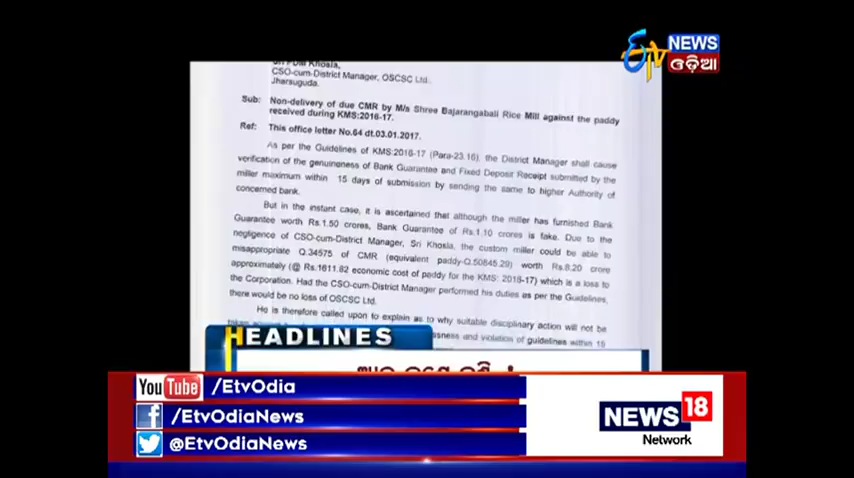 ETV NEWS
ଓଡ଼ିଆ
Sri PDM Khosla,
CSO-cum-District Manager, OSCSC Ltd.
Jharsuguda.
Sub: Non-delivery of due CMR by M/s Shree Bajarangabali Rice Mill against the paddy
received during KMS:2016-17.
Ref: This office letter No.64 dt.03.01.2017.
As per the Guidelines of KMS:2016-17 (Para-23.16), the District Manager shall cause
verification of the genuineness of Bank Guarantee and Fixed Deposit Receipt submitted by the
miller maximum within 15 days of submission by sending the same to higher Authority of
concerned bank.
But in the instant case, it is ascertained that although the miller has furnished Bank
Guarantee worth Rs.1.50 crores, Bank Guarantee of Rs.1.10 crores is fake. Due to the
negligence of CSO-cum-District Manager, Sri Khosla, the custom miller could be able to
misappropriate Q.34575 of CMR (equivalent paddy-Q.50845.29) worth Rs.8.20 crore
approximately (@ Rs.1611.82 economic cost of paddy for the KMS: 2016-17) which is a loss to
the Corporation. Had the CSO-cum-District Manager performed his duties as per the Guidelines,
there would be no loss of OSCSC Ltd.
He is therefore called upon to explain as to why suitable disciplinary action will not be
and violation of guidelines within 15
HEADLINES
You Tube /EtvOdia
f /EtvOdiaNews
@EtvOdiaNews
NEWS 18
Network